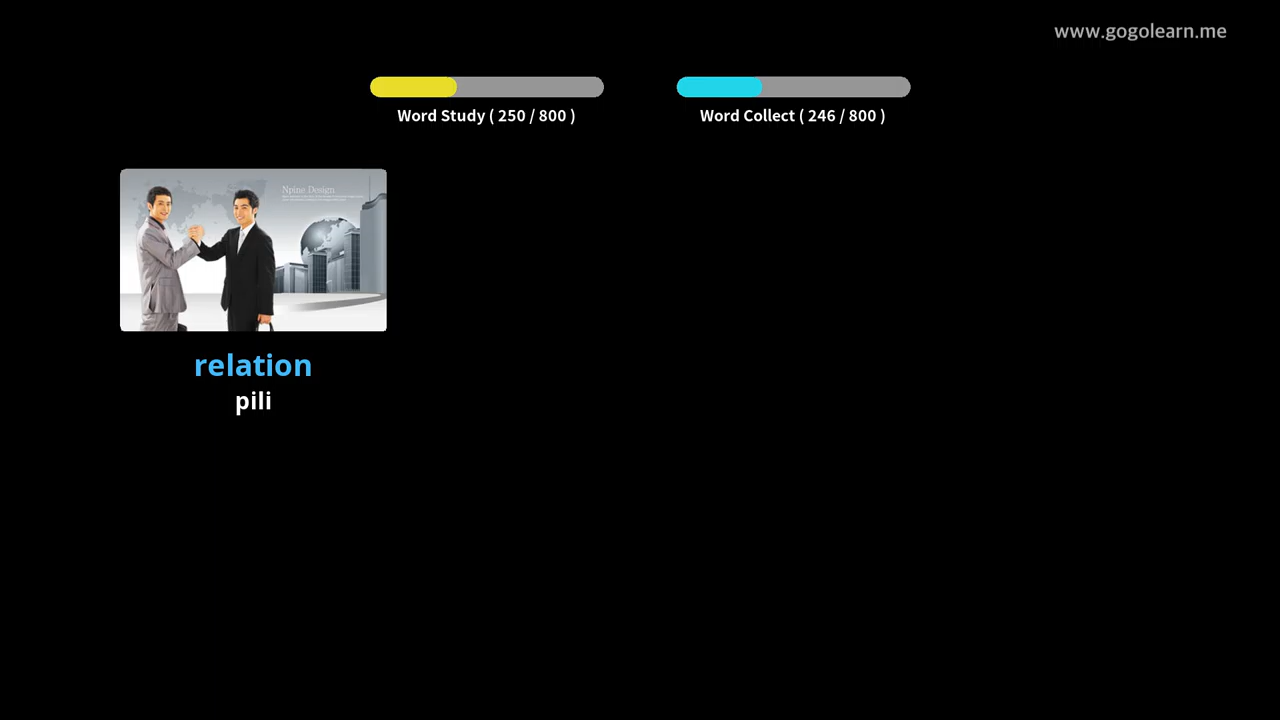 www.gogolearn.me
Word Study ( 250 / 800 )
Word Collect ( 246 / 800 )
Npine Design
relation
pili